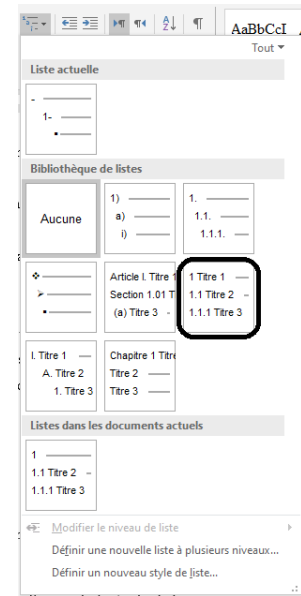 AaBbCcI
Tout
Liste actuelle
-
1-
Bibliothèque de listes
Aucune
1)
a)
i)
1.
1.1.
1.1.1.
Article I. Titre 1
Section 1.01 T
(a) Titre 3 -
1 Titre 1
1.1 Titre 2
1.1.1 Titre 3
I. Titre 1
A. Titre 2
1. Titre 3
Chapitre 1 Titre
Titre 2
Titre 3
Listes dans les documents actuels
1
1.1 Titre 2
1.1.1 Titre 3
Modifier le niveau de liste
Définir une nouvelle liste à plusieurs niveaux...
Définir un nouveau style de liste...